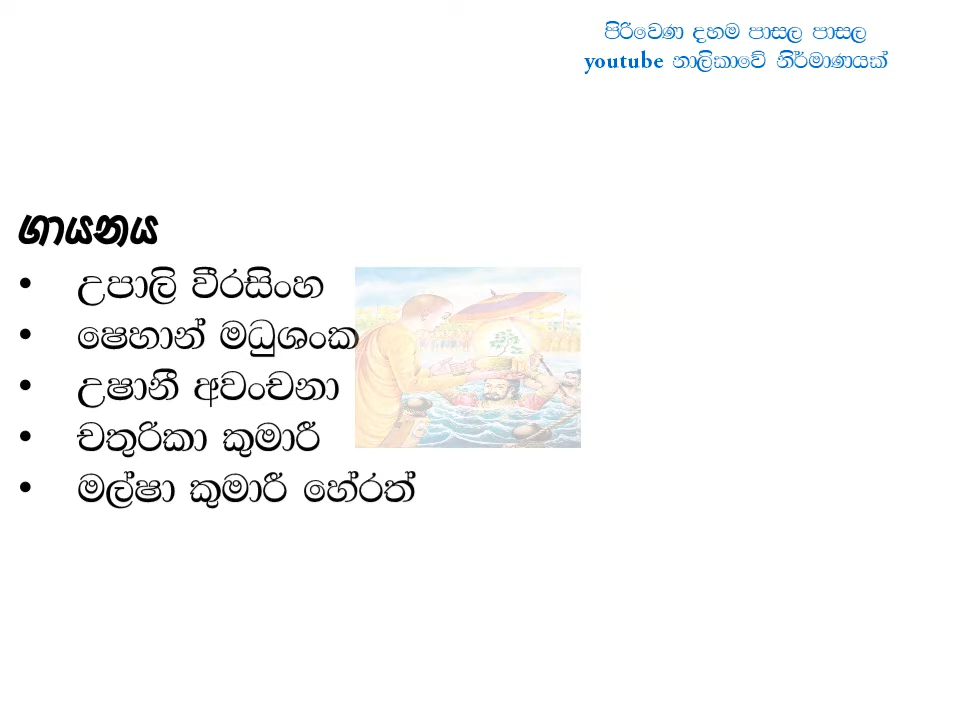 පිරිවෙණ දහම පාසල පාසල
youtube නාලිකාවේ නිර්මාණයක්
ගායනය
• උපාලි වීරසිංහ
• ෂෙහාන් මධුශංක
• උෂානී අවංචනා
• චතුරිකා කුමාරී
• මල්ෂා කුමාරී හේරත්